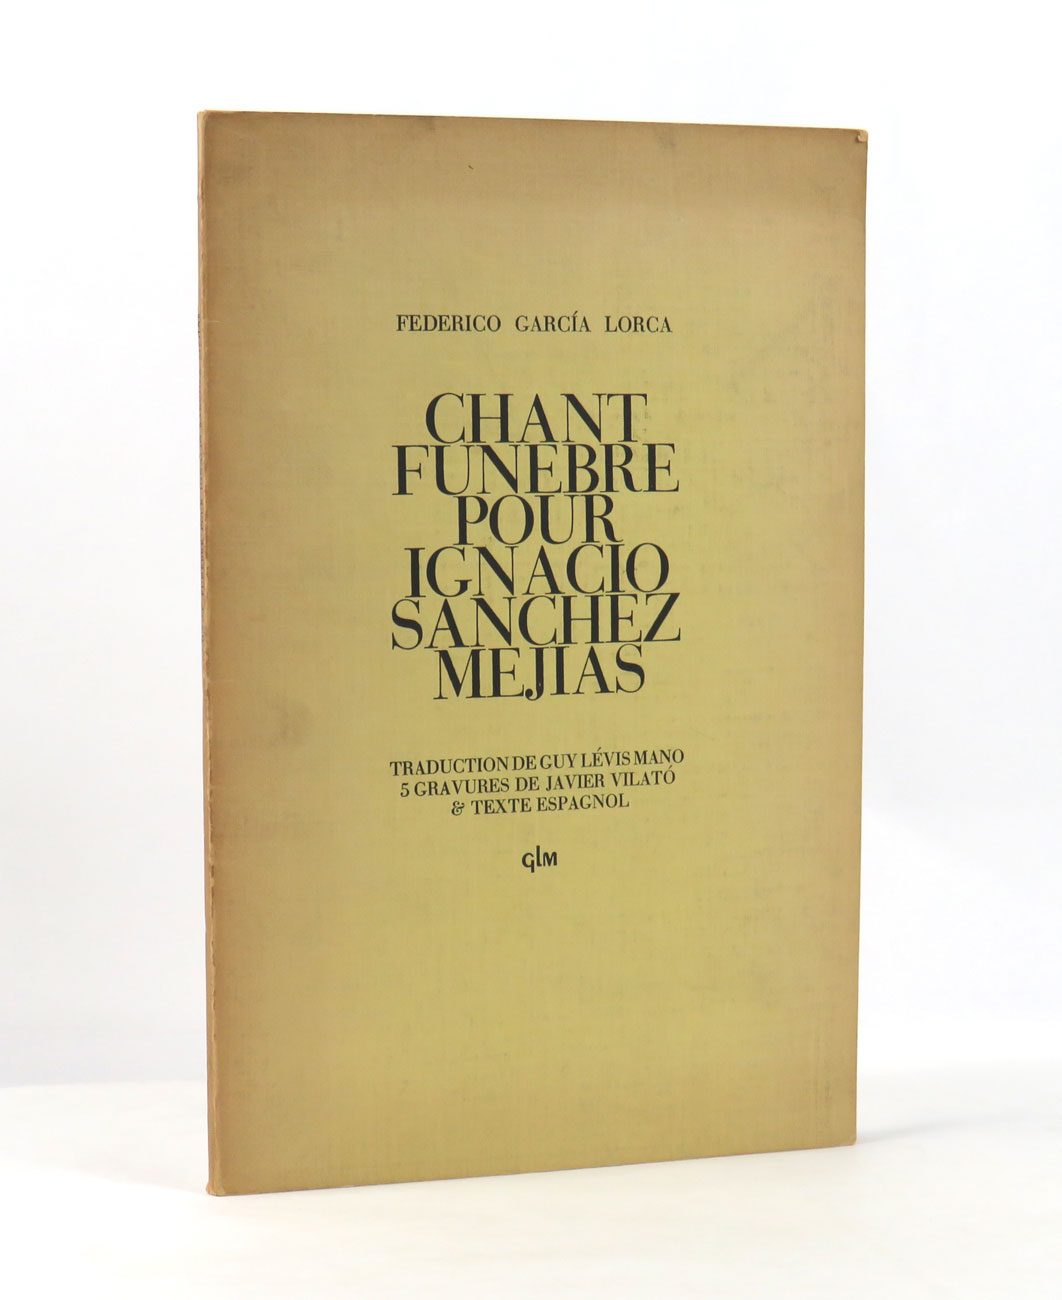 FEDERICO GARCÍA LORCA
CHANT
FUNEBRE
POUR
IGNACIO
SANCHEZ
MEJIAS
TRADUCTION DE GUY LÉVIS MANO
5 GRAVURES DE JAVIER VILATÓ
& TEXTE ESPAGNOL
GLM